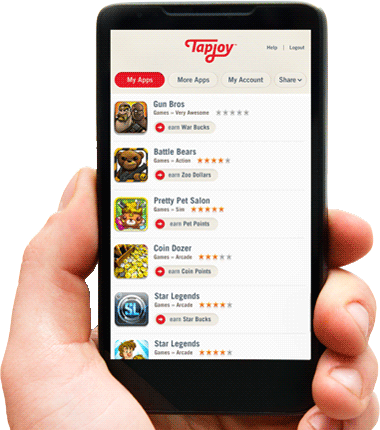 Tapjoy™
Help | Logout
My Apps More Apps My Account Share
Gun Bros
Games – Very Awesome
earn War Bucks
Battle Bears
Games – Action
earn Zoo Dollars
Pretty Pet Salon
Games – Sim
earn Pet Points
Coin Dozer
Games – Arcade
earn Coin Points
SL
Star Legends
Games – Arcade
earn Star Bucks
Star Legends
Games – Arcade